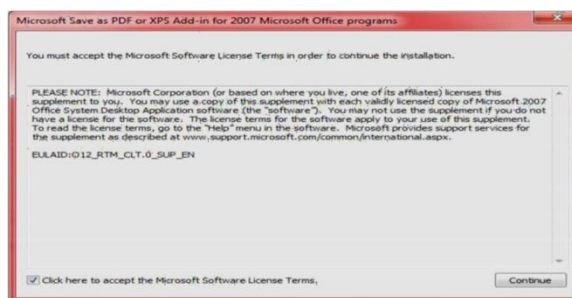 Microsoft Save as PDF or XPS Add-in for 2007 Microsoft Office programs
You must accept the Microsoft Software License Terms in order to continue the installation.
PLEASE NOTE: Microsoft Corporation (or based on where you live, one of its affiliates) licenses this
supplement to you. You may use a copy of this supplement with each validly licensed copy of Microsoft 2007
Office System Desktop Application software (the "software"). You may not use the supplement if you do not
have a license for the software. The license terms for the software apply to your use of this supplement.
To read the license terms, go to the "Help" menu in the software. Microsoft provides support services for
the supplement as described at www.support.microsoft.com/common/international.aspx.
EULAID:O12_RTM_CLT.0_SUP_EN
Click here to accept the Microsoft Software License Terms.
Continue